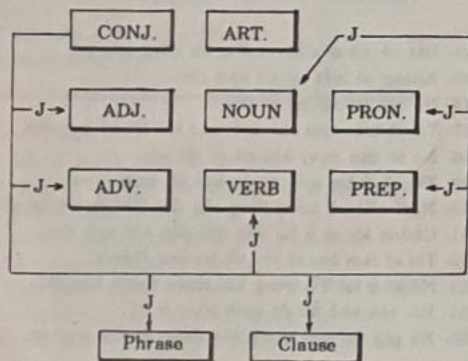 CONJ. ART. J
J ADJ. NOUN PRON. J
J ADV. VERB PREP. J
J
J J
Phrase Clause